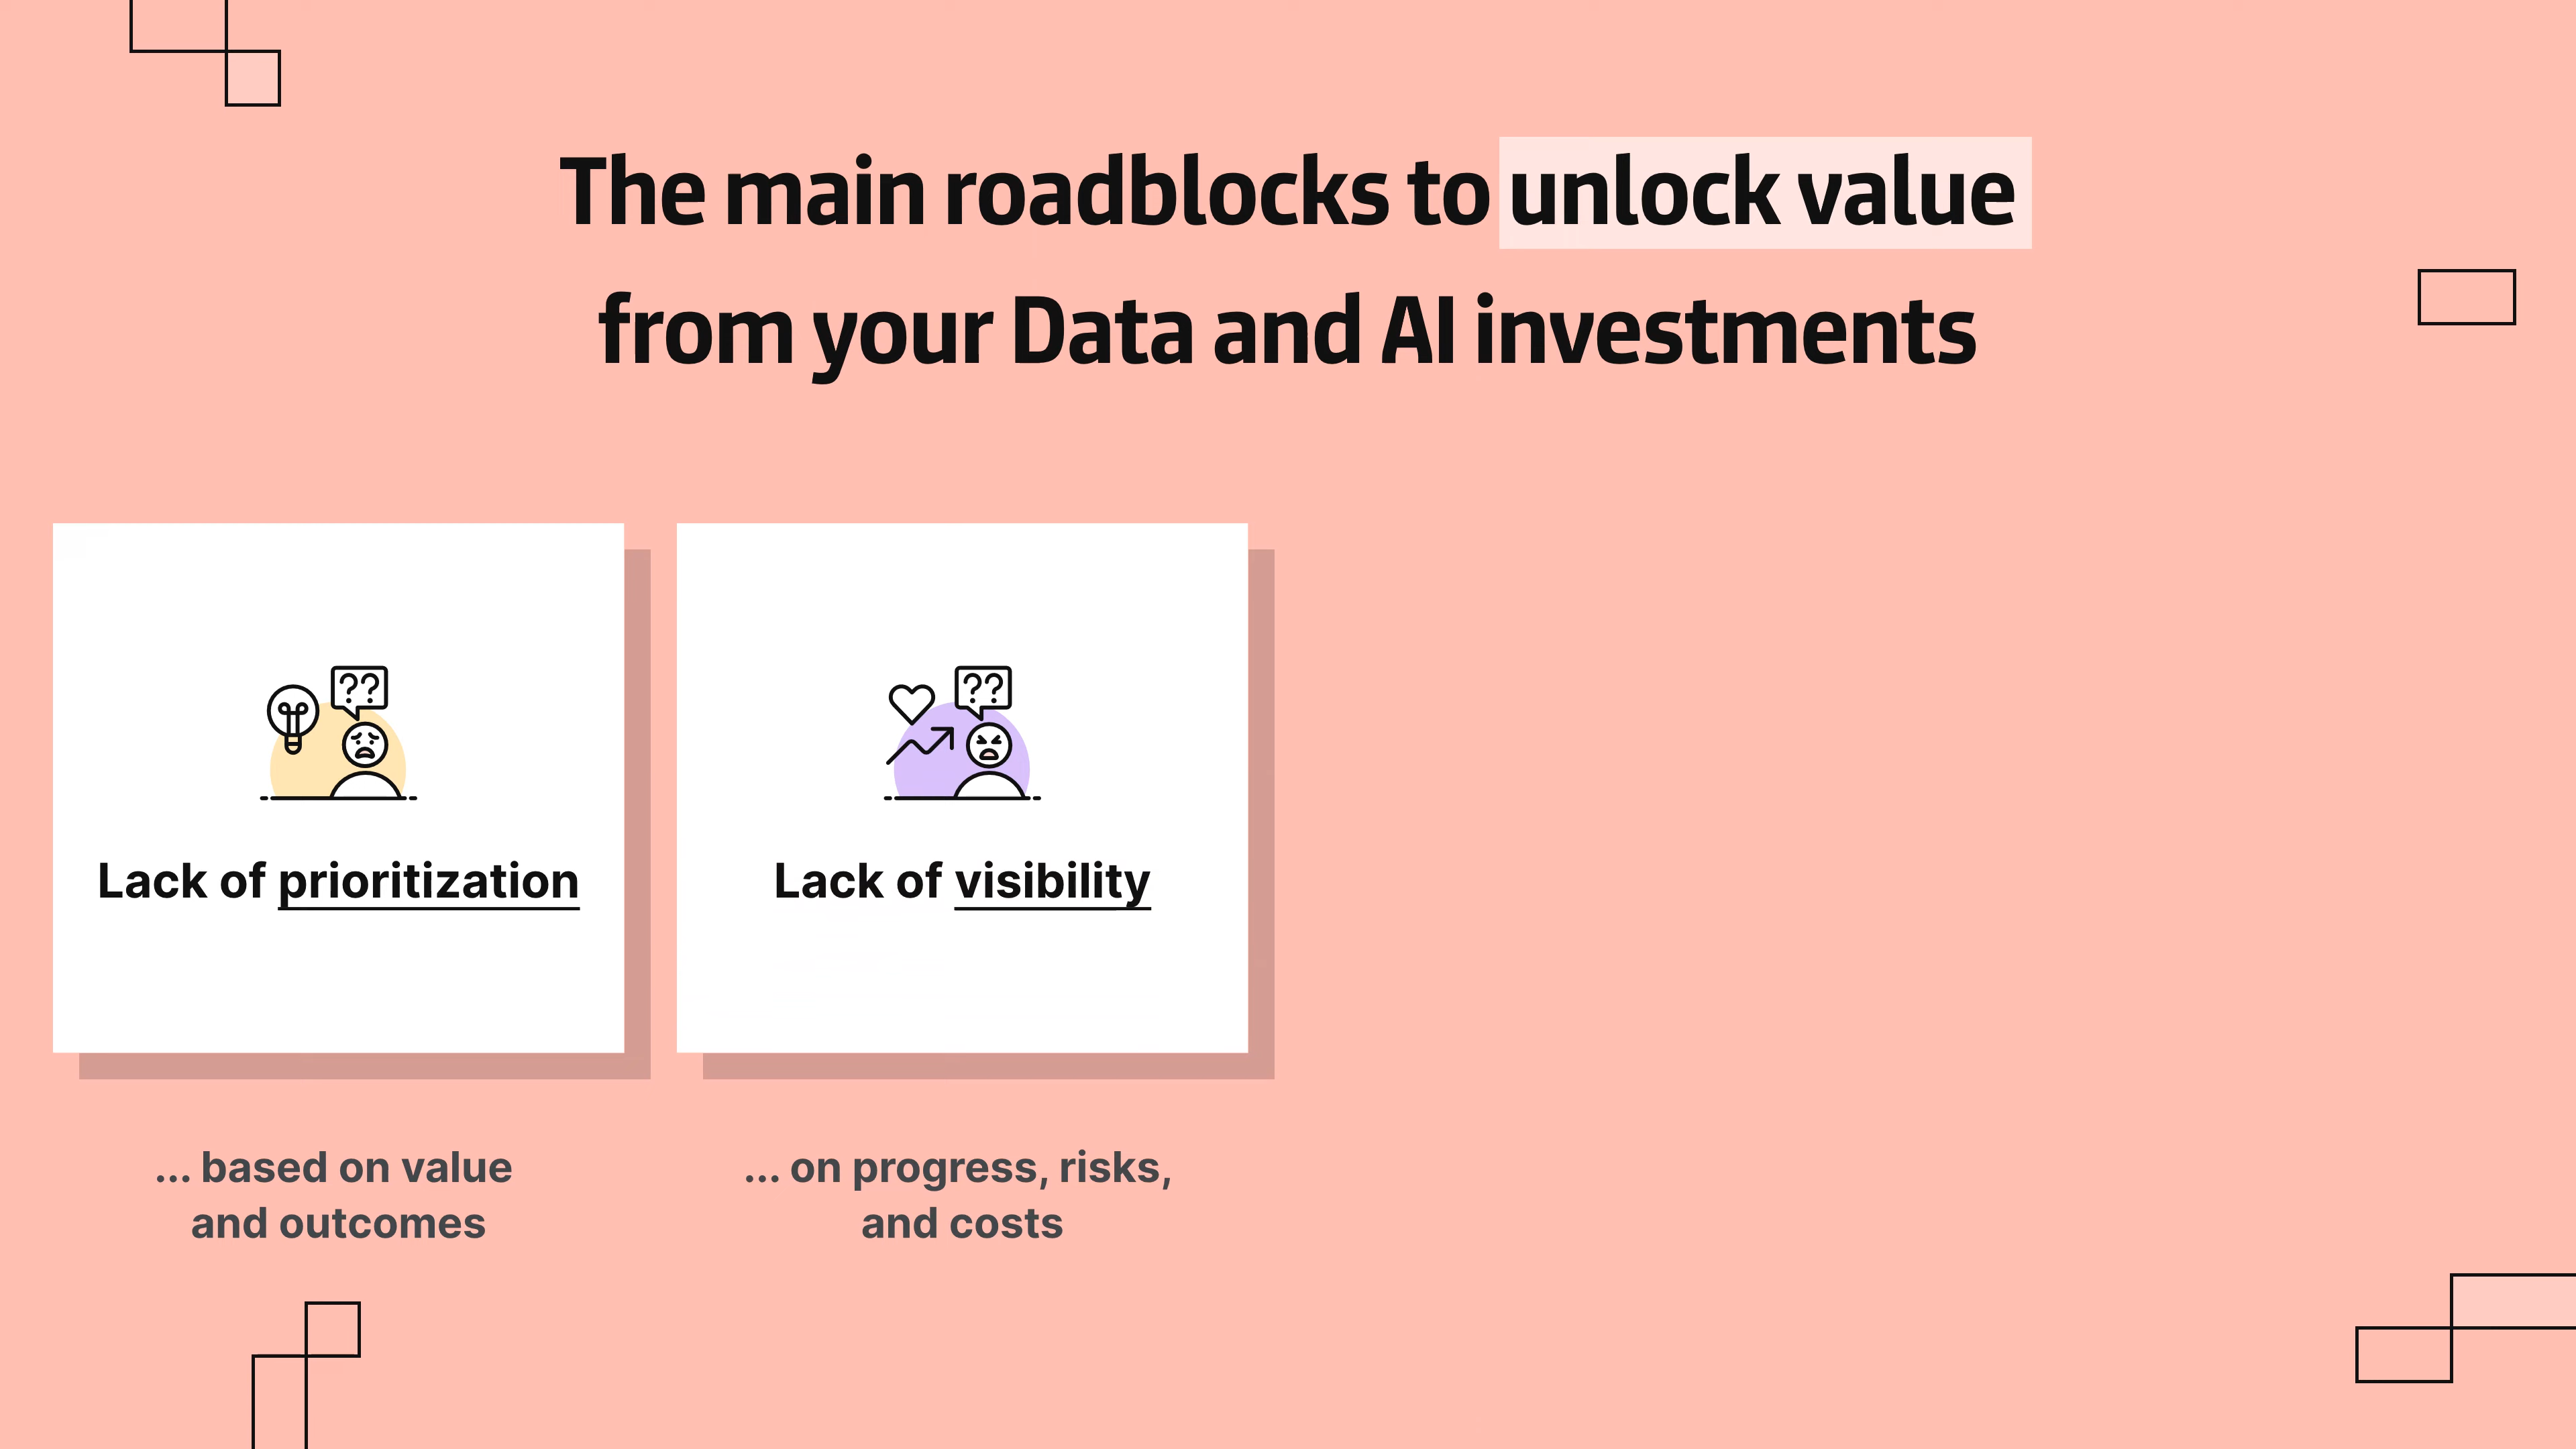 The main roadblocks to unlock value
from your Data and AI investments
??
??
Lack of prioritization
Lack of visibility
... based on value
and outcomes
... on progress, risks,
and costs